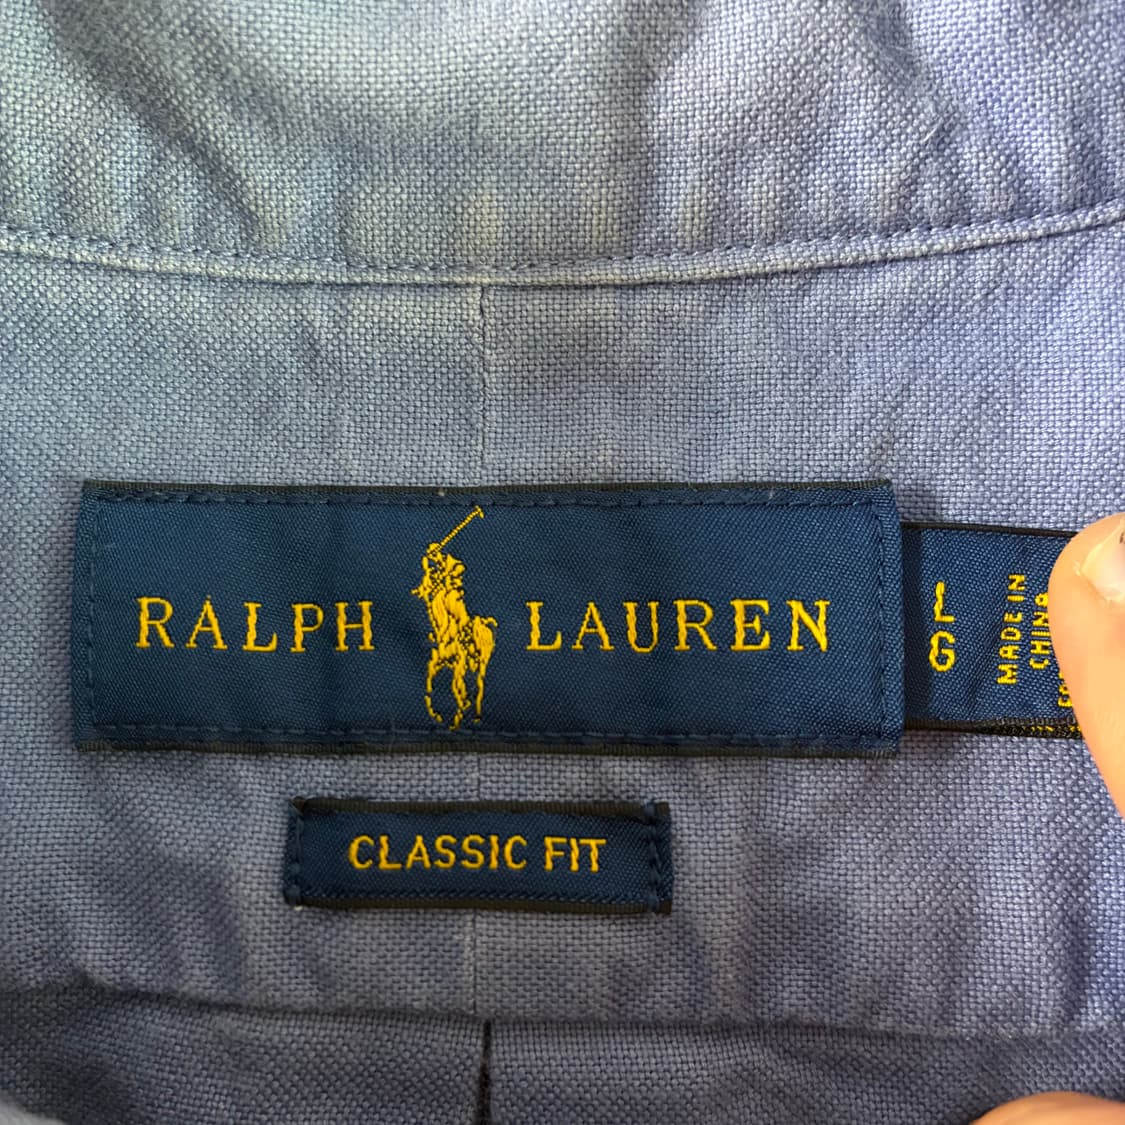 RALPH LAUREN
L
G
MADE IN
CHINA
CLASSIC FIT